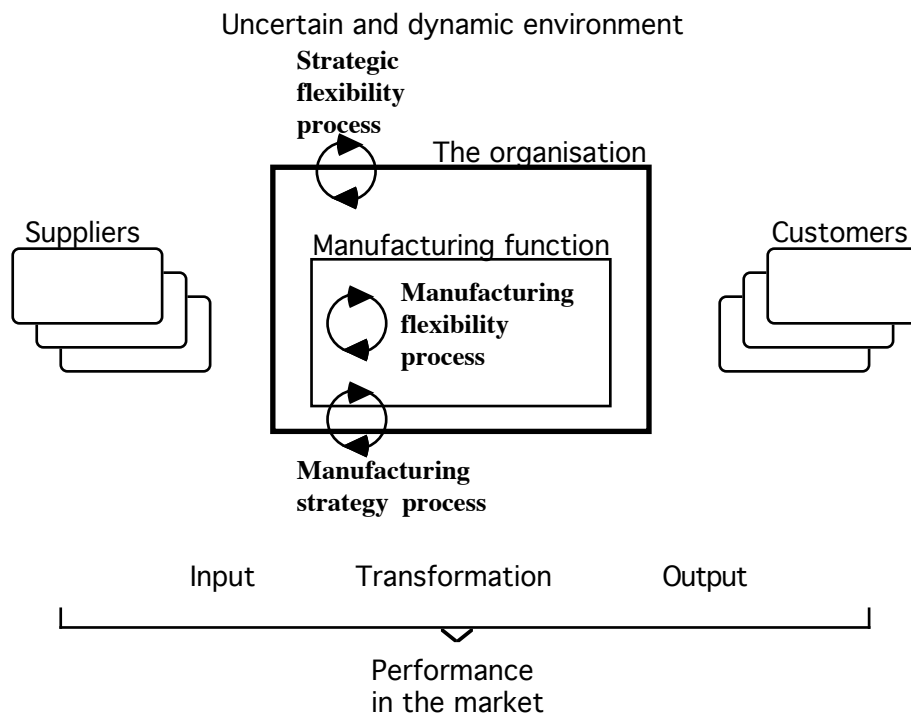 Uncertain and dynamic environment
Strategic
flexibility
process
The organisation
Suppliers
Manufacturing function
Customers
Manufacturing
flexibility
process
Manufacturing
strategy process
Input Transformation Output
Performance
in the market